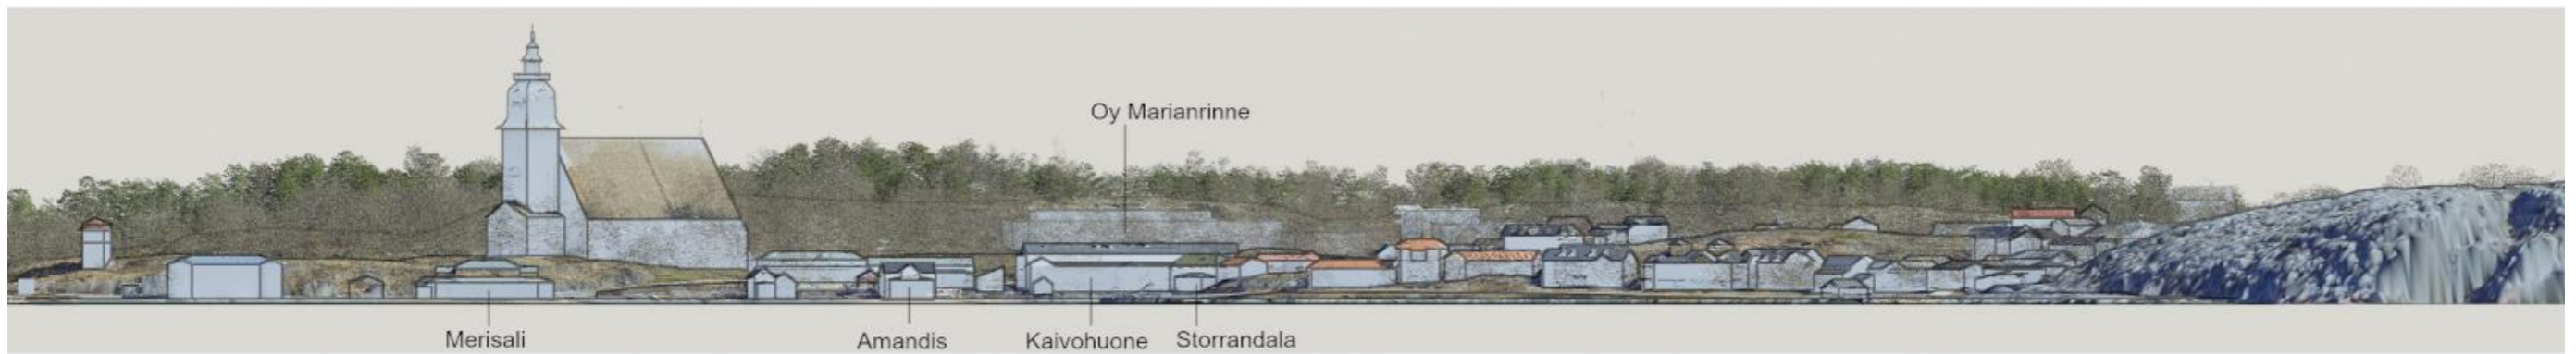 Oy Marianrinne
Merisali
Amandis
Kaivohuone
Storrandala